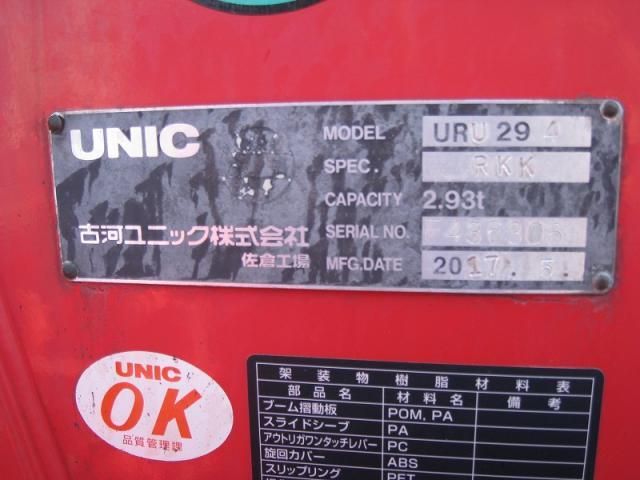 UNIC
MODEL URU 29 4
SPEC. RKK
CAPACITY 2.93t
古河ユニック株式会社
佐倉工場
SERIAL NO.
MFG.DATE 2017. 5.
UNIC
OK
品質管理課
架装物樹脂材料表
部品名 材料名 備考
ブーム摺動板 POM, PA
スライドシーブ PA
アウトリガワンタッチレバー PC
旋回カバー ABS
スリップリング PET